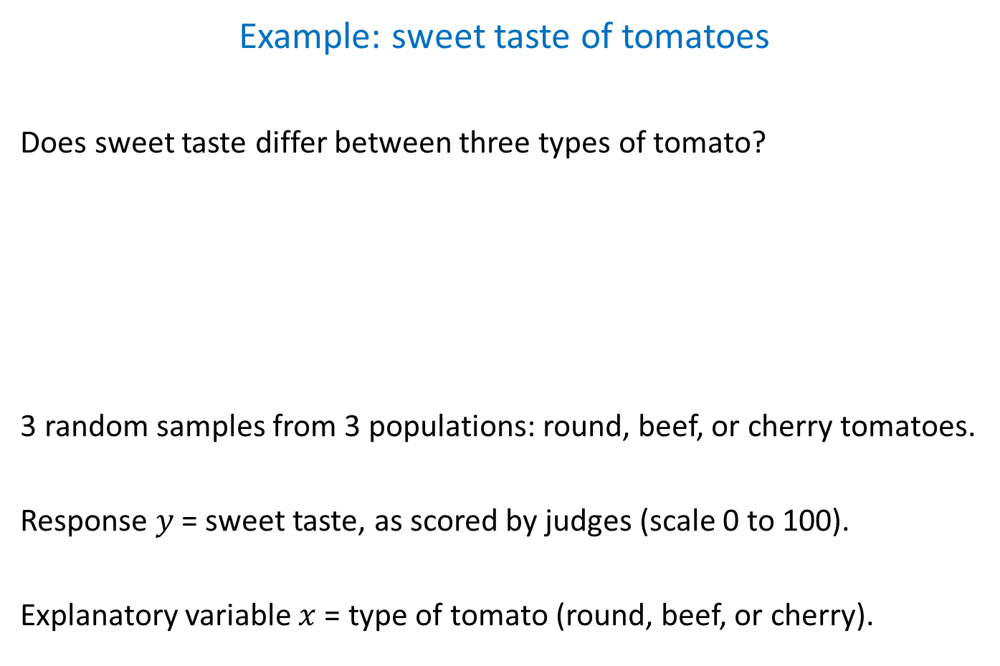 Example: sweet taste of tomatoes
Does sweet taste differ between three types of tomato?
3 random samples from 3 populations: round, beef, or cherry tomatoes.
Response 𝑦 = sweet taste, as scored by judges (scale 0 to 100).
Explanatory variable 𝑥 = type of tomato (round, beef, or cherry).